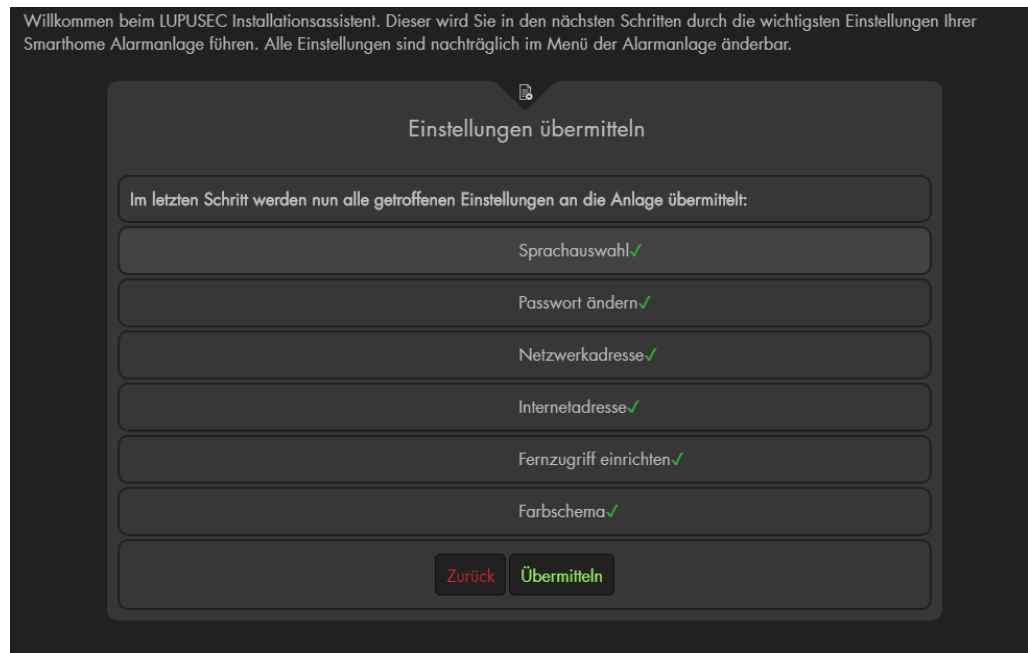 Willkommen beim LUPUSEC Installationsassistent. Dieser wird Sie in den nächsten Schritten durch die wichtigsten Einstellungen Ihrer
Smarthome Alarmanlage führen. Alle Einstellungen sind nachträglich im Menü der Alarmanlage änderbar.
Einstellungen übermitteln
Im letzten Schritt werden nun alle getroffenen Einstellungen an die Anlage übermittelt:
Sprachauswahl✓
Passwort ändern✓
Netzwerkadresse✓
Internetadresse✓
Fernzugriff einrichten✓
Farbschema✓
Zurück Übermitteln